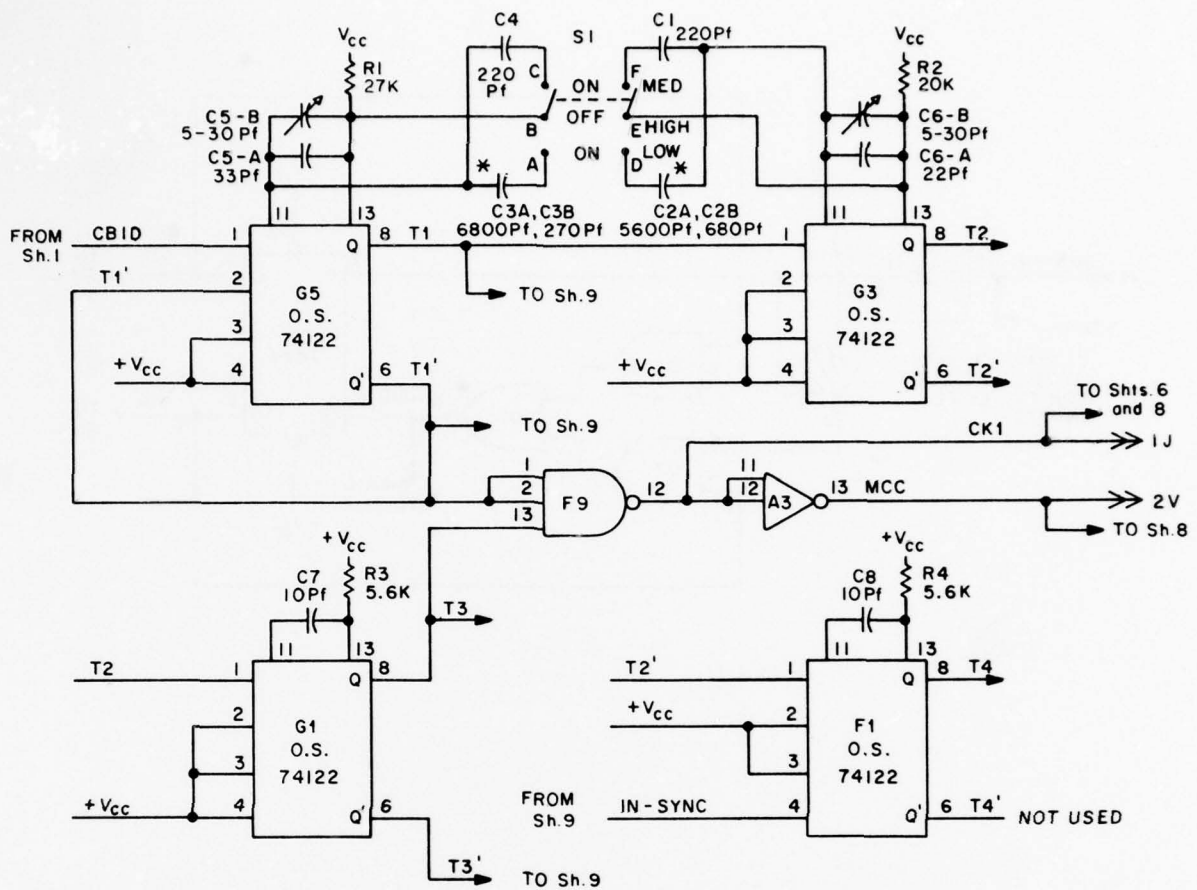 C4
S1
C1
220Pf
Vcc
R1
27K
C
220
Pf
ON
F
MED
Vcc
R2
20K
C5-B
5-30 Pf
OFF
B
E
HIGH
C6-B
5-30Pf
C5-A
33Pf
* A
ON
LOW
D *
C6-A
22Pf
11
13
C3A, C3B
6800Pf, 270Pf
C2A, C2B
5600Pf, 680Pf
11
13
FROM
Sh.1
CBID
1
Q
8
T1
1
Q
8
T2
T1'
2
TO Sh. 9
2
G5
O.S.
74122
G3
O.S.
74122
3
3
+Vcc
4
Q'
6
T1'
+Vcc
4
Q'
6
T2'
TO Sh. 9
TO Shts. 6
and 8
CK1
1J
1
2
13
F9
12
11
12
A3
13
MCC
2V
TO Sh. 8
+Vcc
R3
5.6K
C7
10Pf
+Vcc
R4
5.6K
C8
10Pf
T3
11
13
11
13
T2
1
Q
8
T2'
1
Q
8
T4
2
+Vcc
2
G1
O.S.
74122
F1
O.S.
74122
3
3
+Vcc
4
Q'
6
FROM
Sh. 9
IN-SYNC
4
Q'
6
T4'
NOT USED
T3'
TO Sh. 9